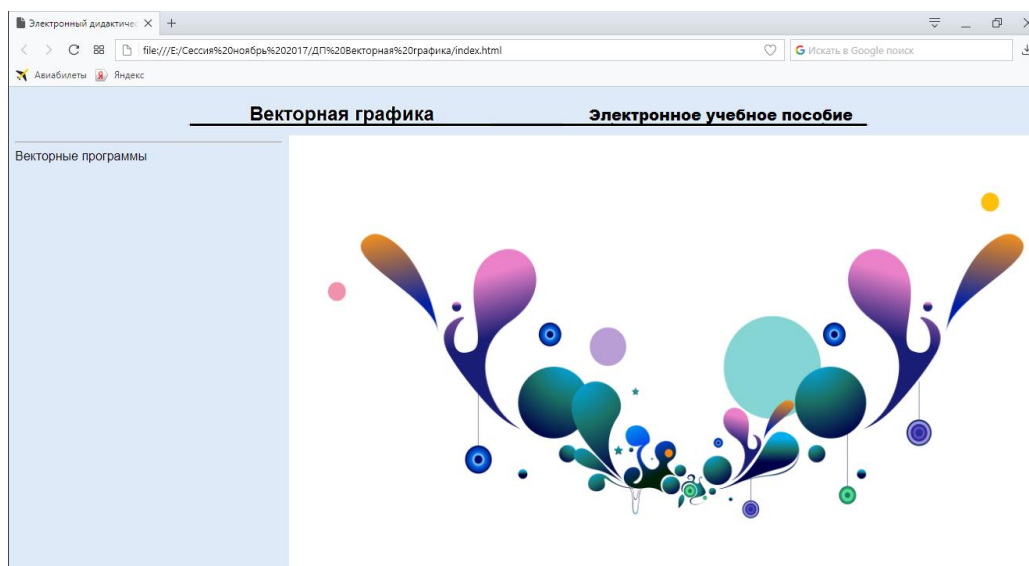 Электронный дидактичес
file:///E:/Сессия%20ноябрь%202017/ДП%20Векторная%20графика/index.html
G Искать в Google поиск
Авиабилеты Я Яндекс
Векторная графика Электронное учебное пособие
Векторные программы